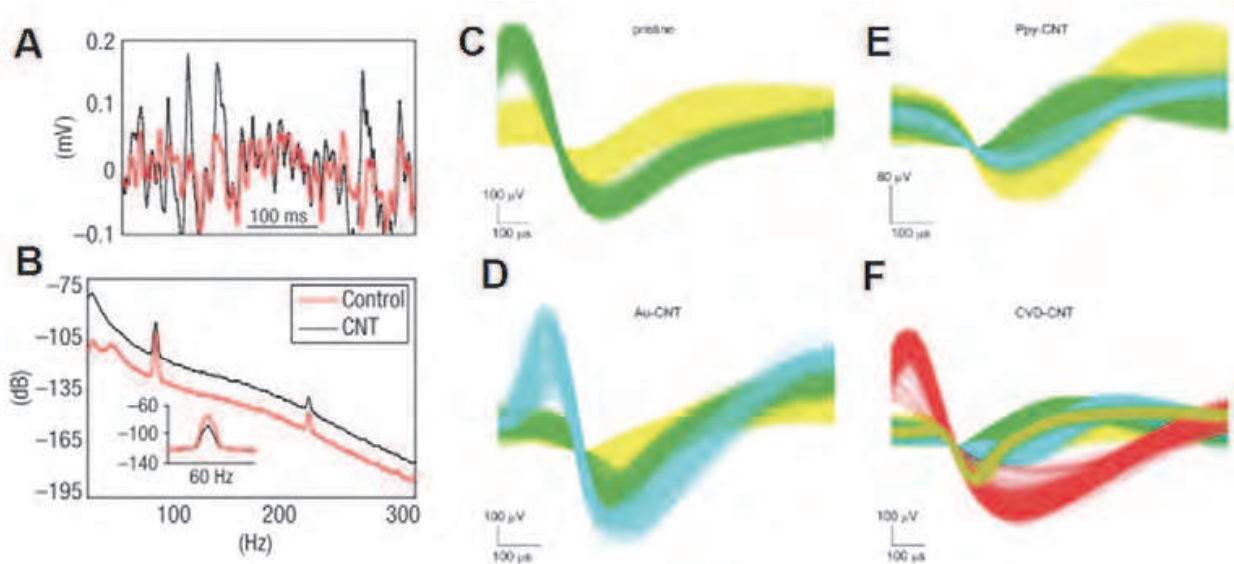 A
0.2
0.1
0
−0.1
(mV)
100 ms
B
−75
−105
−135
−165
−195
(dB)
Control
CNT
−60
−100
−140
60 Hz
100
200
300
(Hz)
C
pristine
100 µV
100 µs
D
Au-CNT
100 µV
100 µs
E
Ppy-CNT
80 µV
100 µs
F
CVD-CNT
100 µV
100 µs